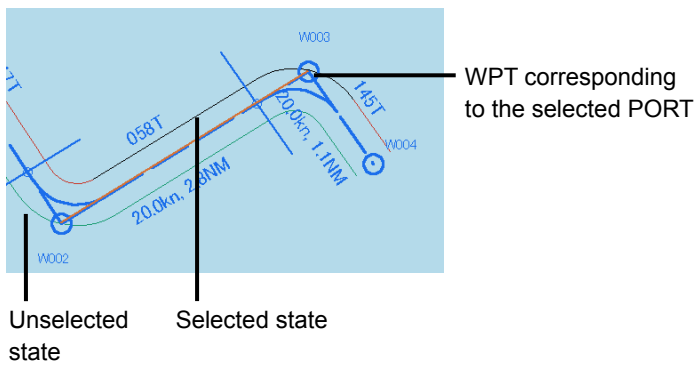 W003
WPT corresponding
to the selected PORT
145T
058T
20.0kn, 1.1NM
W004
20.0kn, 2.8NM
W002
Unselected
state
Selected state